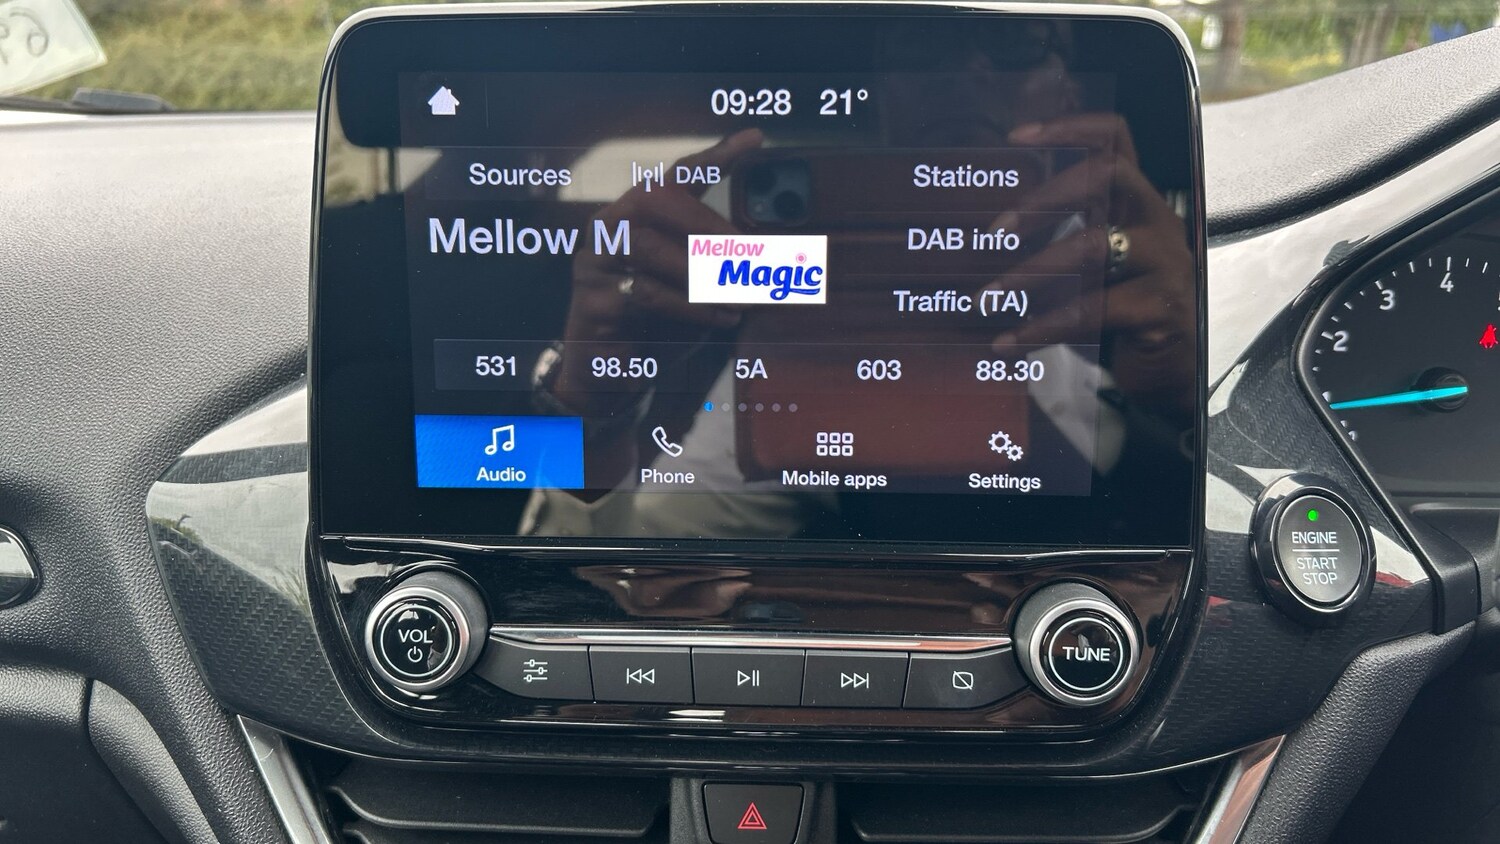 09:28 21°
Sources DAB Stations
Mellow M
Mellow
Magic
DAB info
Traffic (TA)
531 98.50 5A 603 88.30
Audio Phone Mobile apps Settings
VOL
TUNE
ENGINE
START
STOP
2 3 4